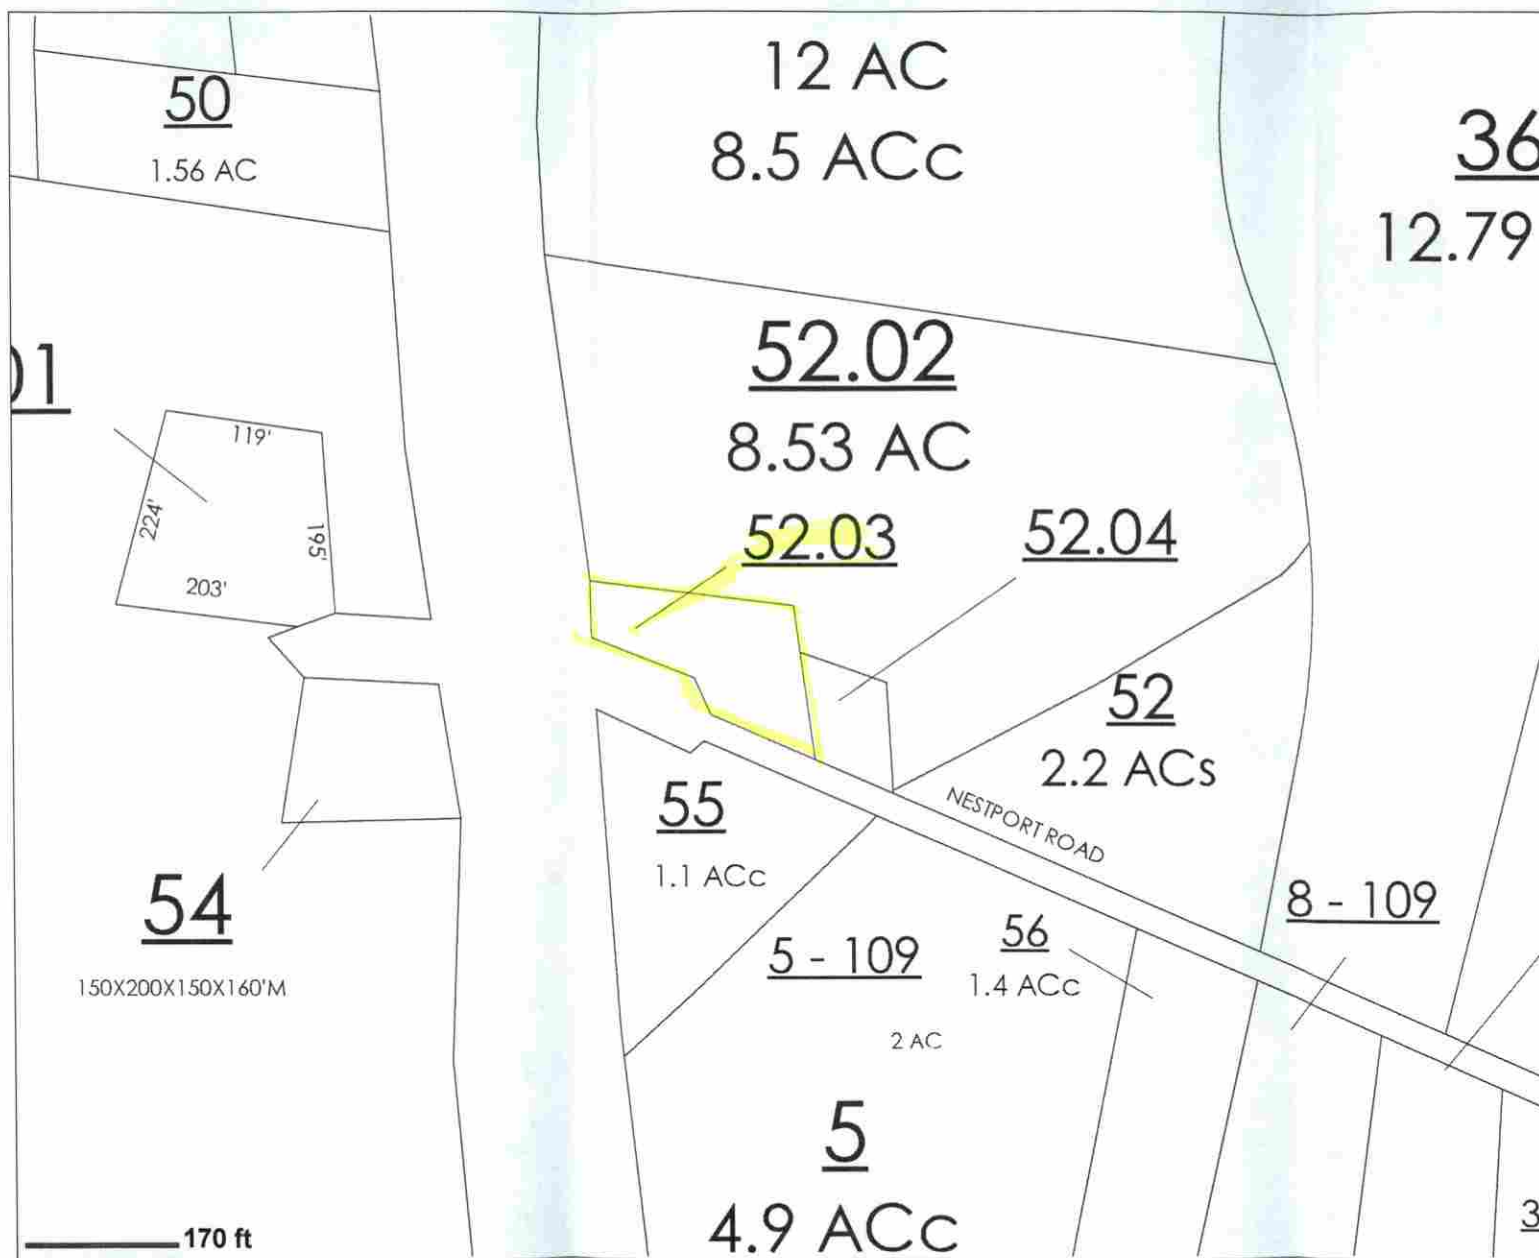 12 AC
8.5 ACc
50
1.56 AC
36
12.79
01
52.02
8.53 AC
119'
224'
195'
203'
52.03
52.04
52
2.2 ACs
NESTPORT ROAD
55
1.1 ACc
54
150X200X150X160'M
5 - 109
2 AC
56
1.4 ACc
8 - 109
5
4.9 ACc
3
170 ft